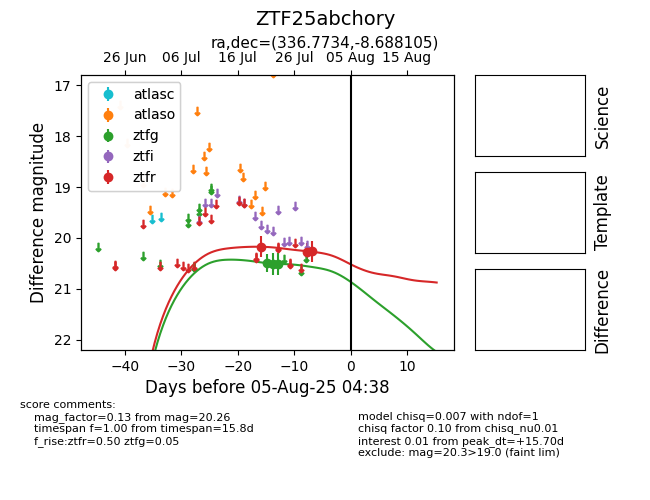 ZTF25abchory
ra,dec=(336.7734,-8.688105)
26 Jun 06 Jul 16 Jul 26 Jul 05 Aug 15 Aug
atlasc
atlaso
ztfg
ztfi
ztfr
17
18
19
20
21
22
Difference magnitude
−40 −30 −20 −10 0 10
Days before 05-Aug-25 04:38
Science
Template
Difference
score comments:
mag_factor=0.13 from mag=20.26
timespan f=1.00 from timespan=15.8d
f_rise:ztfr=0.50 ztfg=0.05
model chisq=0.007 with ndof=1
chisq factor 0.10 from chisq_nu0.01
interest 0.01 from peak_dt=+15.70d
exclude: mag=20.3>19.0 (faint lim)